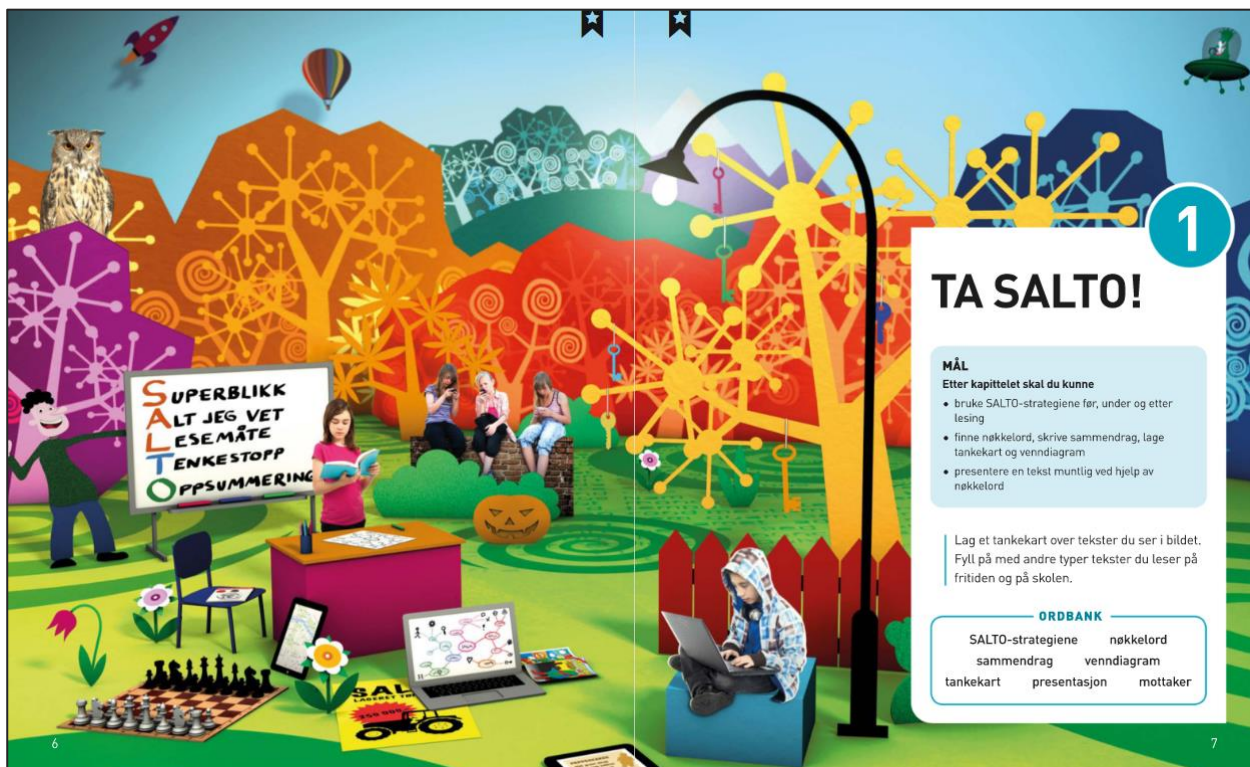 SUPERBLIKK
ALT JEG VET
LESEMÅTE
TENKESTOPP
OPPSUMMERING
6
1
TA SALTO!
MÅL
Etter kapittelet skal du kunne
• bruke SALTO-strategiene før, under og etter
lesing
• finne nøkkelord, skrive sammendrag, lage
tankekart og venndiagram
• presentere en tekst muntlig ved hjelp av
nøkkelord
Lag et tankekart over tekster du ser i bildet.
Fyll på med andre typer tekster du leser på
fritiden og på skolen.
ORDBANK
SALTO-strategiene nøkkelord
sammendrag venndiagram
tankekart presentasjon mottaker
7